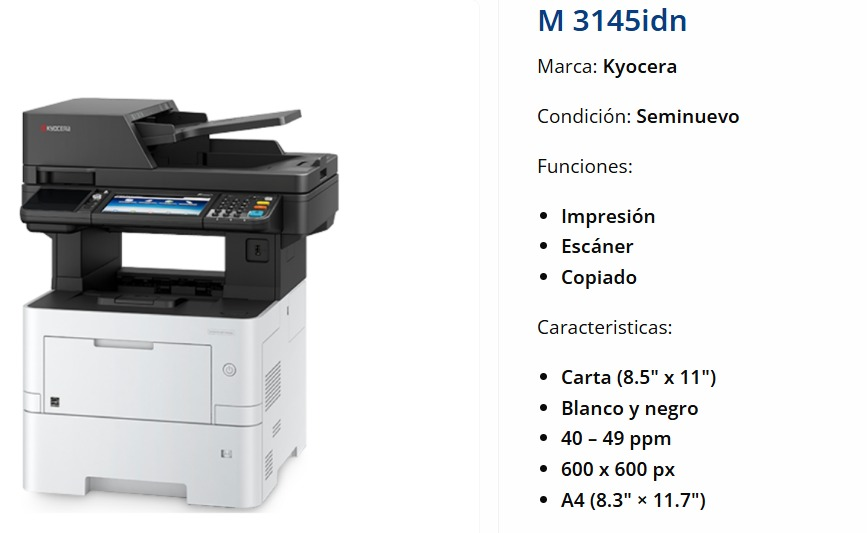 M 3145idn
Marca: Kyocera
Condición: Seminuevo
Funciones:
Impresión
Escáner
Copiado
Caracteristicas:
Carta (8.5" x 11")
Blanco y negro
40 – 49 ppm
600 x 600 px
A4 (8.3" × 11.7")
KYOCERA